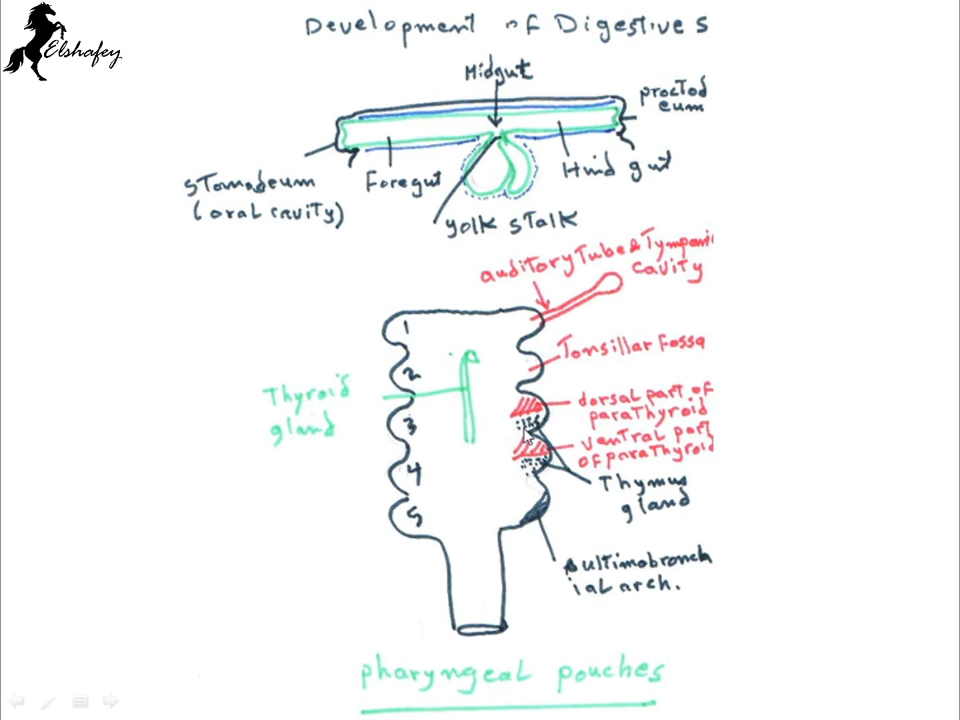 Elshafey
Development of Digestive S
Midgut
proctod
eum
stomadeum
(oral cavity)
Foregut
Hind gut
yolk stalk
auditory Tube & Tympani
cavity
1
2
3
4
5
Tonsillar Fossa
Thyroid
gland
dorsal part of
parathyroid
ventral part
of parathyroid
Thymus
gland
ultimobranch
ial arch.
pharyngeal pouches